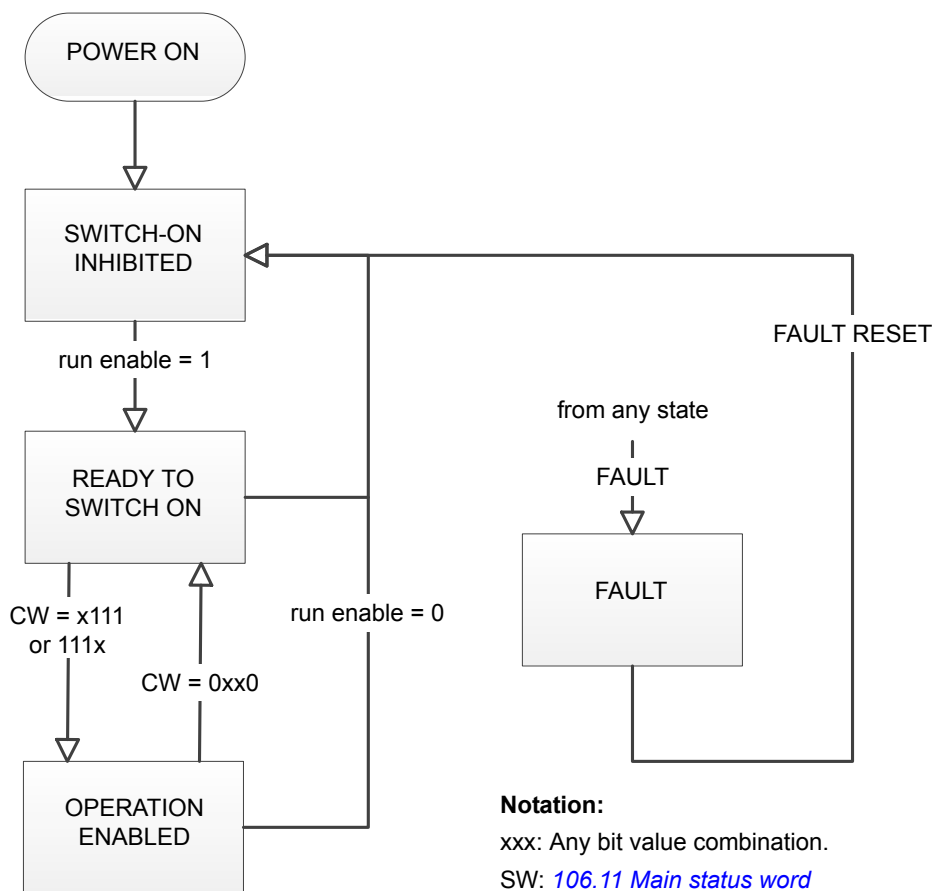 POWER ON
SWITCH-ON
INHIBITED
run enable = 1
FAULT RESET
from any state
FAULT
READY TO
SWITCH ON
FAULT
CW = x111
or 111x
run enable = 0
CW = 0xx0
OPERATION
ENABLED
Notation:
xxx: Any bit value combination.
SW: 106.11 Main status word